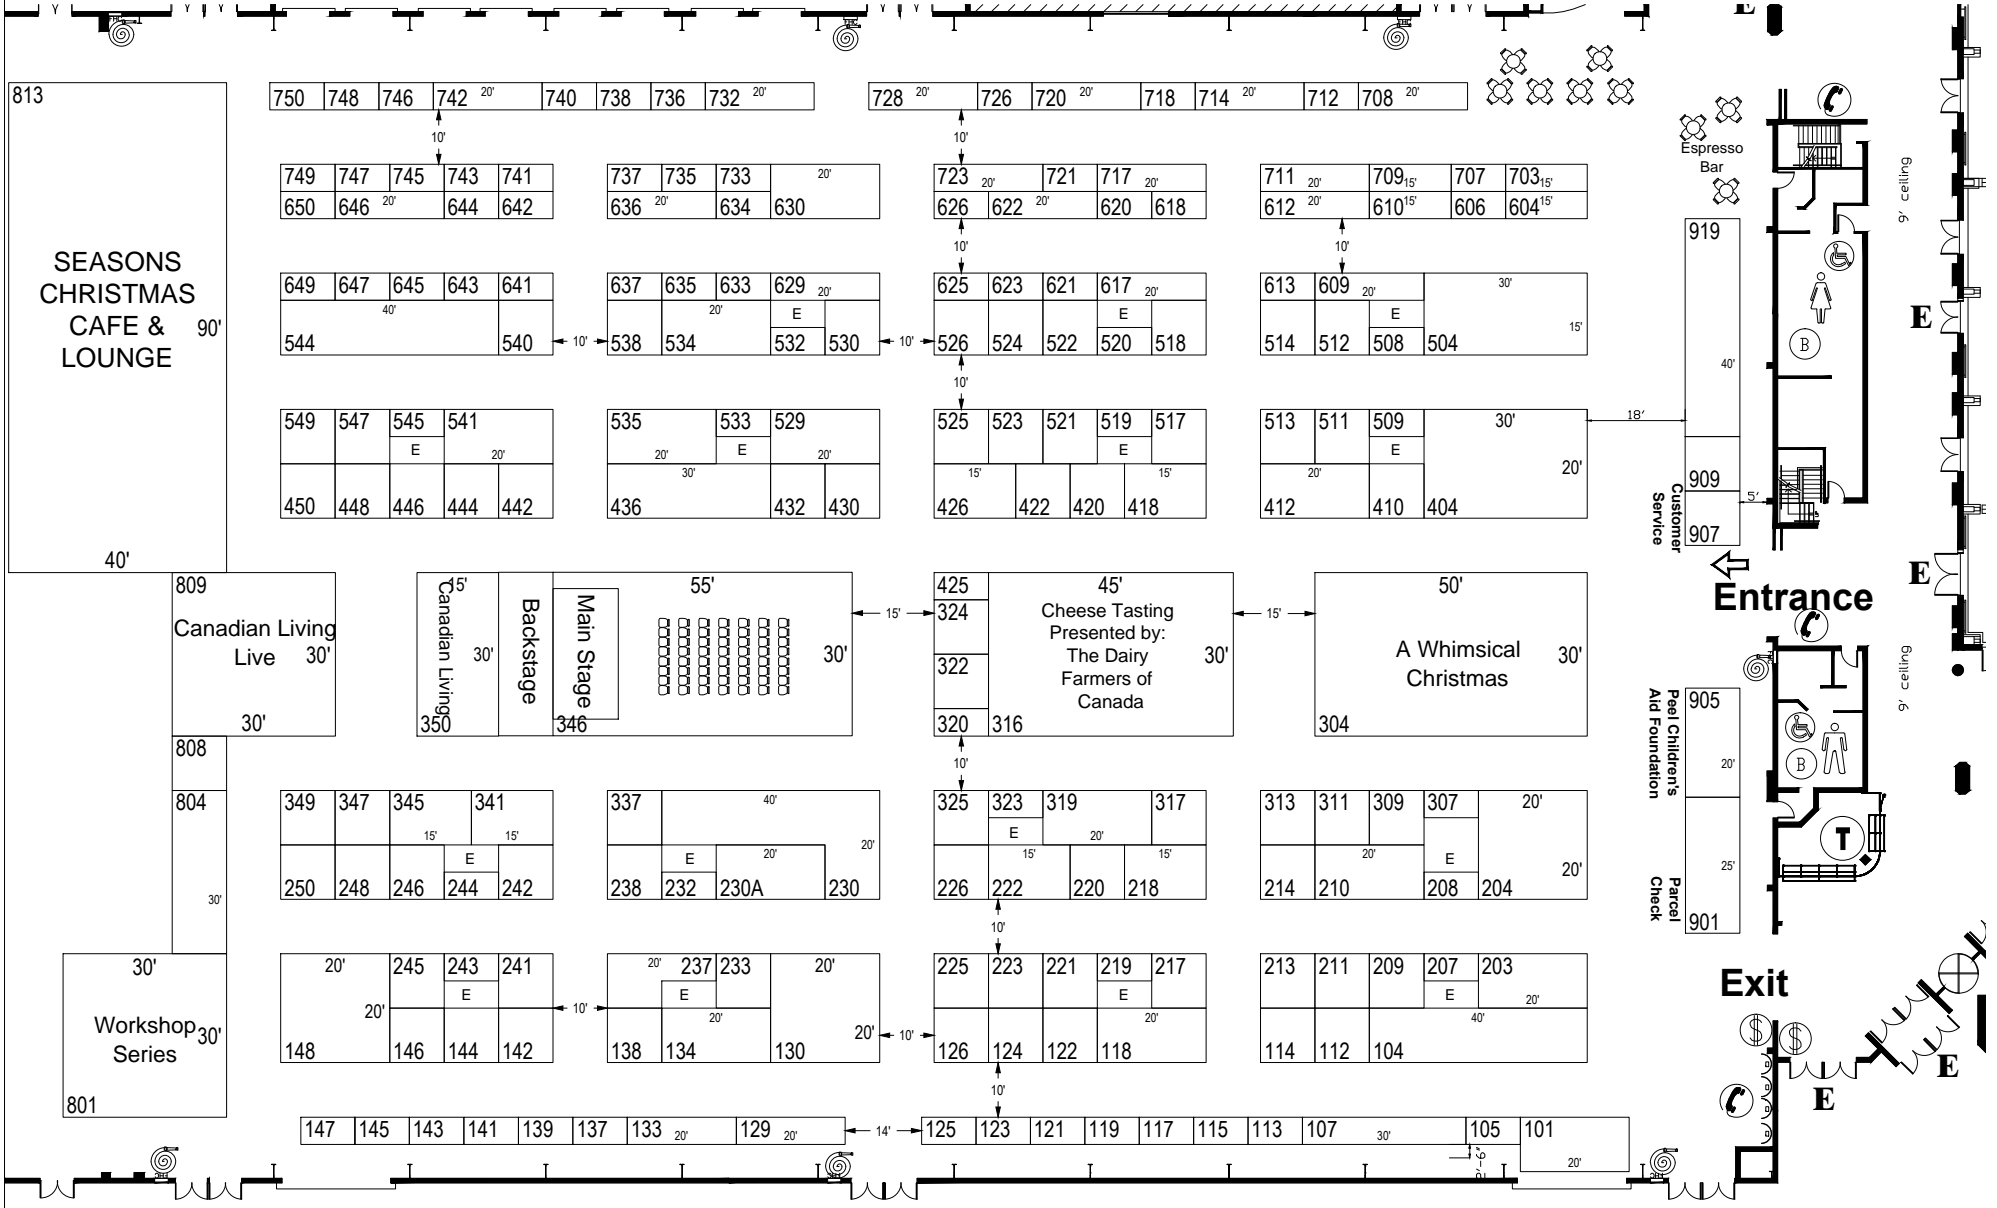 E
813
750 748 746 742 20' 740 738 736 732 20' 728 20' 726 720 20' 718 714 20' 712 708 20'
10' 10'
Espresso
Bar
9' ceiling
749 747 745 743 741 737 735 733 20' 723 20' 721 717 20' 711 20' 709 15' 707 703 15'
650 646 20' 644 642 636 20' 634 630 626 622 20' 620 618 612 20' 610 15' 606 604 15'
919
10' 10'
SEASONS
CHRISTMAS
CAFE &
LOUNGE
90'
40'
649 647 645 643 641 637 635 633 629 20' 625 623 621 617 20' 613 609 20' 30'
40' 20' E E E 15'
544 540 10' 538 534 532 530 10' 526 524 522 520 518 514 512 508 504
E
B
40'
10'
549 547 545 541 535 533 529 525 523 521 519 517 513 511 509 30' 18'
E 20' 20' E 20' E E 20'
30' 15' 15' 20'
450 448 446 444 442 436 432 430 426 422 420 418 412 410 404
909
Customer
Service
5'
907
E
Entrance
809
Canadian Living
Live 30'
30'
15'
Canadian Living
30'
350
Backstage
Main Stage
55'
30'
346
15'
425
324
322
320
45'
Cheese Tasting
Presented by:
The Dairy
Farmers of
Canada
30'
316
15'
50'
A Whimsical
Christmas
30'
304
9' ceiling
905
Peel Children's
Aid Foundation
20'
B
T
25'
Parcel
Check
901
808
804
30'
10'
349 347 345 341 337 40' 325 323 319 317 313 311 309 307 20'
15' 15' 20' E 20'
E E 20' 15' 15' 20' E 20'
250 248 246 244 242 238 232 230A 230 226 222 220 218 214 210 208 204
10'
30'
Workshop
Series
30'
801
20' 245 243 241 20' 237 233 20' 225 223 221 219 217 213 211 209 207 203
20' E 10' E 20' E E 20'
20' 20' 10' 20' 40'
148 146 144 142 138 134 130 126 124 122 118 114 112 104
Exit
$ $
E
E
10'
147 145 143 141 139 137 133 20' 129 20' 14' 125 123 121 119 117 115 113 107 30' 105 101
20'
2'-6"